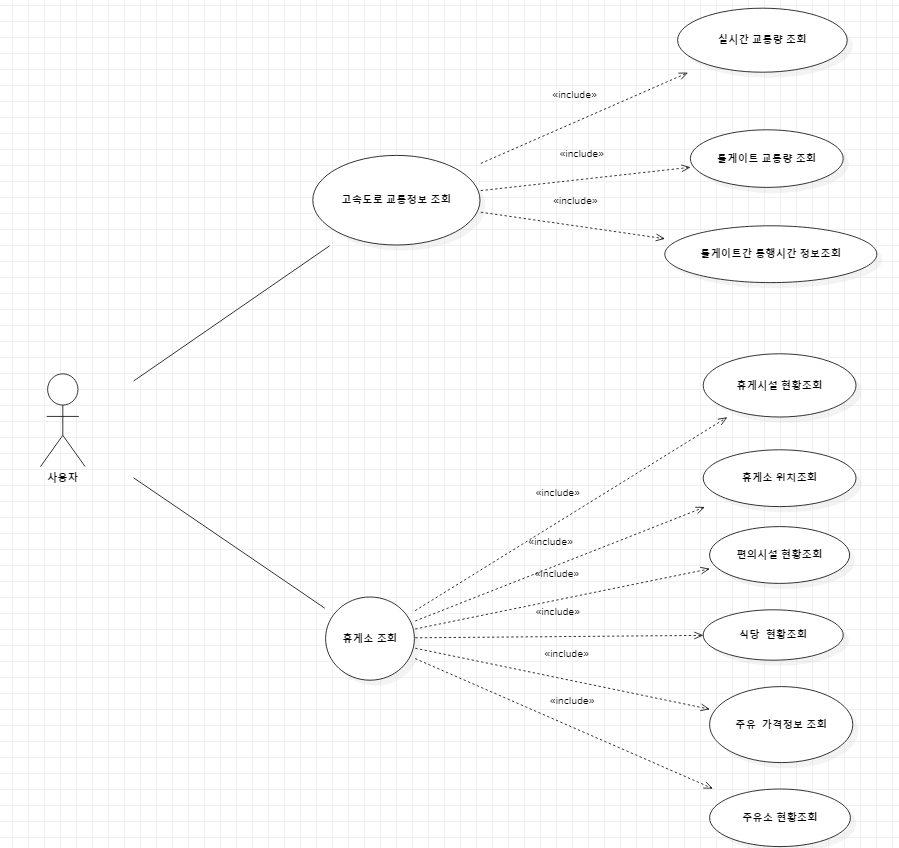 실시간 교통량 조회
«include»
톨게이트 교통량 조회
«include»
고속도로 교통정보 조회
«include»
톨게이트간 통행시간 정보조회
휴게시설 현황조회
사용자
휴게소 위치조회
«include»
«include»
편의시설 현황조회
«include»
«include»
식당  현황조회
휴게소 조회
«include»
«include»
주유  가격정보 조회
주유소 현황조회